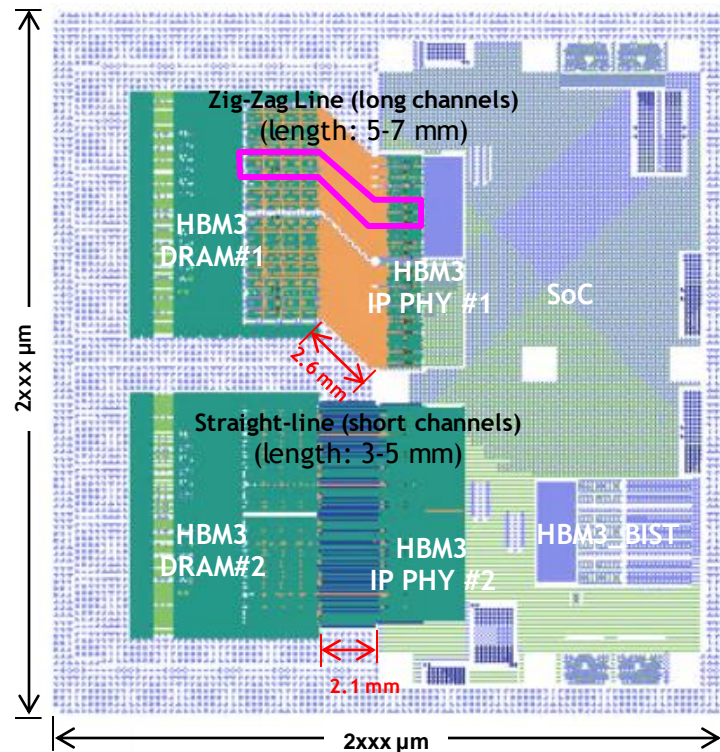 Zig-Zag Line (long channels)
(length: 5-7 mm)
HBM3
DRAM#1
HBM3
IP PHY #1
SoC
2xxx µm
2.6 mm
Straight-line (short channels)
(length: 3-5 mm)
HBM3
DRAM#2
HBM3
IP PHY #2
HBM3_BIST
2.1 mm
2xxx µm